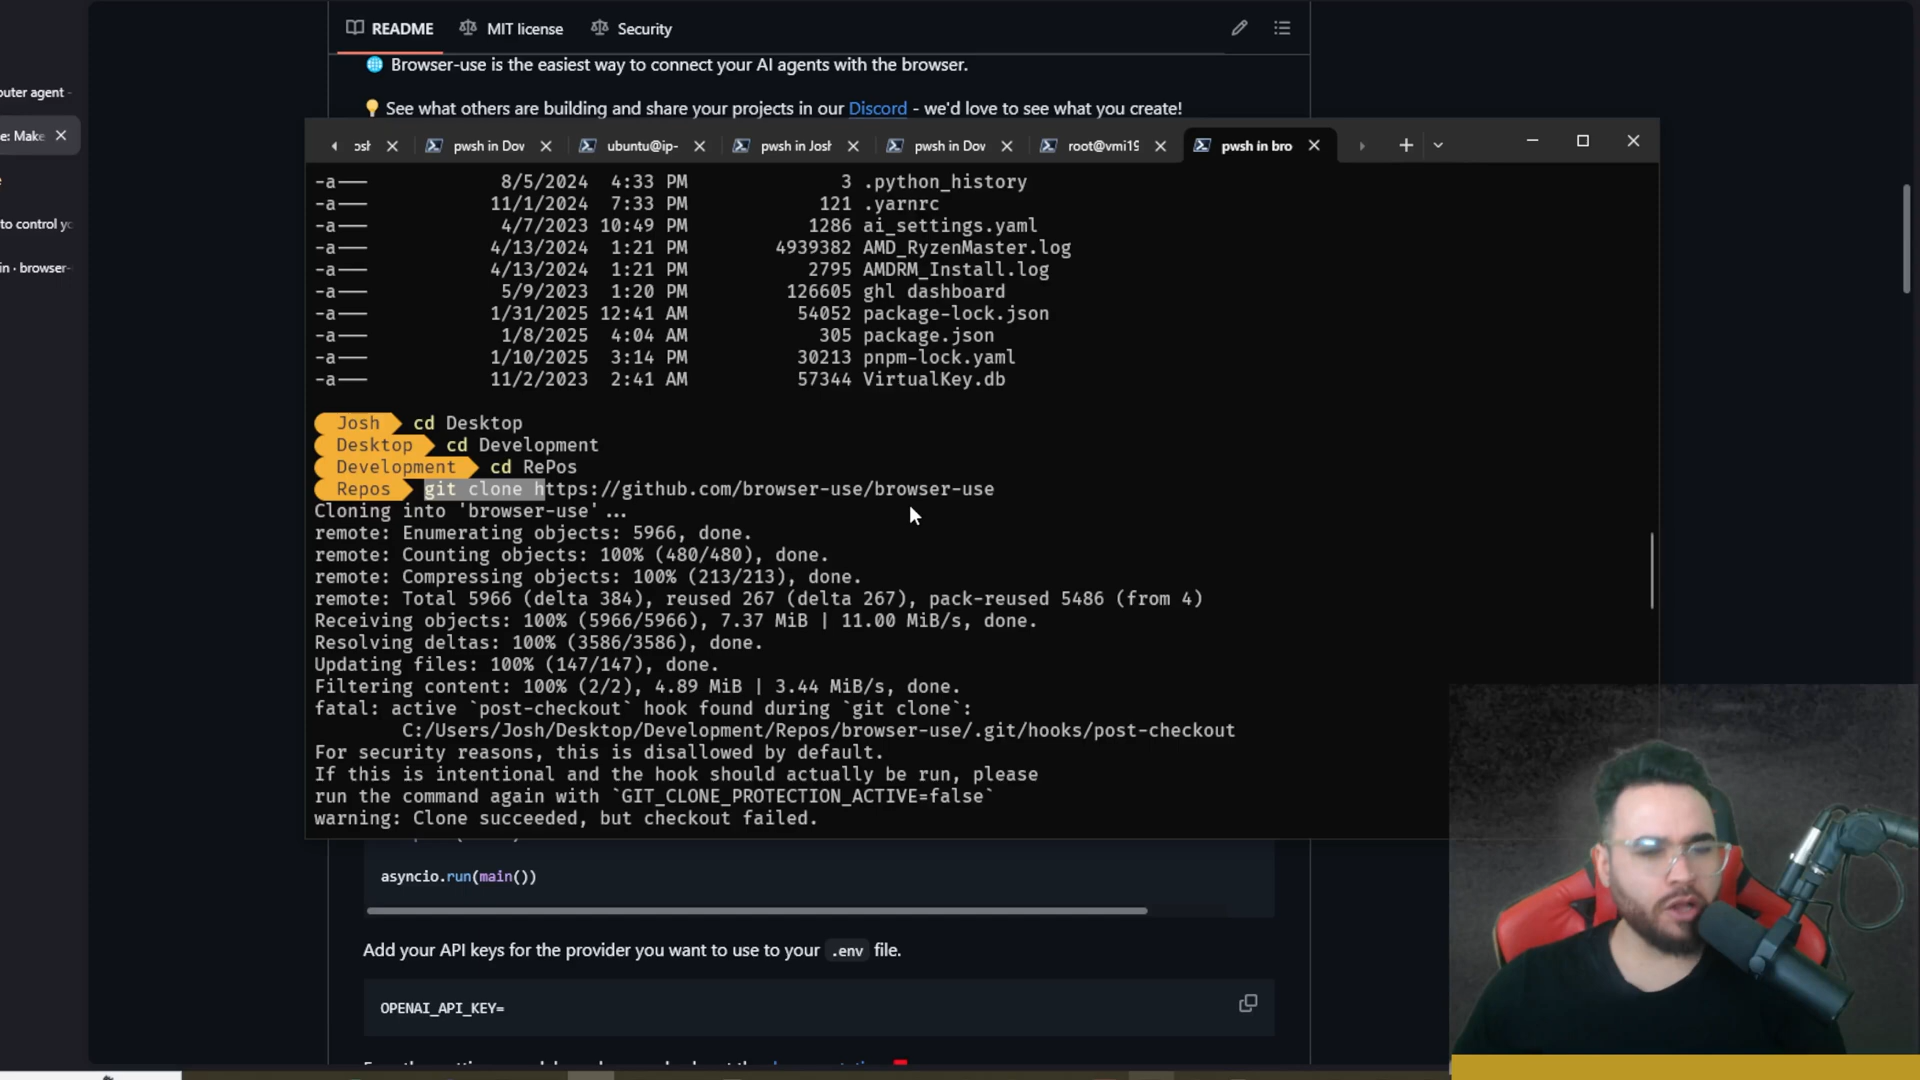 README
MIT license
Security
Browser-use is the easiest way to connect your AI agents with the browser.
See what others are building and share your projects in our Discord - we'd love to see what you create!
outer agent -
e: Make
to control yo
in · browser-
osh
pwsh in Dov
ubuntu@ip-
pwsh in Josh
pwsh in Dov
root@vmi19
pwsh in bro
-a— 8/5/2024 4:33 PM 3 .python_history
-a— 11/1/2024 7:33 PM 121 .yarnrc
-a— 4/7/2023 10:49 PM 1286 ai_settings.yaml
-a— 4/13/2024 1:21 PM 4939382 AMD_RyzenMaster.log
-a— 4/13/2024 1:21 PM 2795 AMDRM_Install.log
-a— 5/9/2023 1:20 PM 126605 ghl dashboard
-a— 1/31/2025 12:41 AM 54052 package-lock.json
-a— 1/8/2025 4:04 AM 305 package.json
-a— 1/10/2025 3:14 PM 30213 pnpm-lock.yaml
-a— 11/2/2023 2:41 AM 57344 VirtualKey.db
Josh cd Desktop
Desktop cd Development
Development cd RePos
Repos git clone https://github.com/browser-use/browser-use
Cloning into 'browser-use'...
remote: Enumerating objects: 5966, done.
remote: Counting objects: 100% (480/480), done.
remote: Compressing objects: 100% (213/213), done.
remote: Total 5966 (delta 384), reused 267 (delta 267), pack-reused 5486 (from 4)
Receiving objects: 100% (5966/5966), 7.37 MiB | 11.00 MiB/s, done.
Resolving deltas: 100% (3586/3586), done.
Updating files: 100% (147/147), done.
Filtering content: 100% (2/2), 4.89 MiB | 3.44 MiB/s, done.
fatal: active `post-checkout` hook found during `git clone`:
C:/Users/Josh/Desktop/Development/Repos/browser-use/.git/hooks/post-checkout
For security reasons, this is disallowed by default.
If this is intentional and the hook should actually be run, please
run the command again with `GIT_CLONE_PROTECTION_ACTIVE=false`
warning: Clone succeeded, but checkout failed.
asyncio.run(main())
Add your API keys for the provider you want to use to your .env file.
OPENAI_API_KEY=